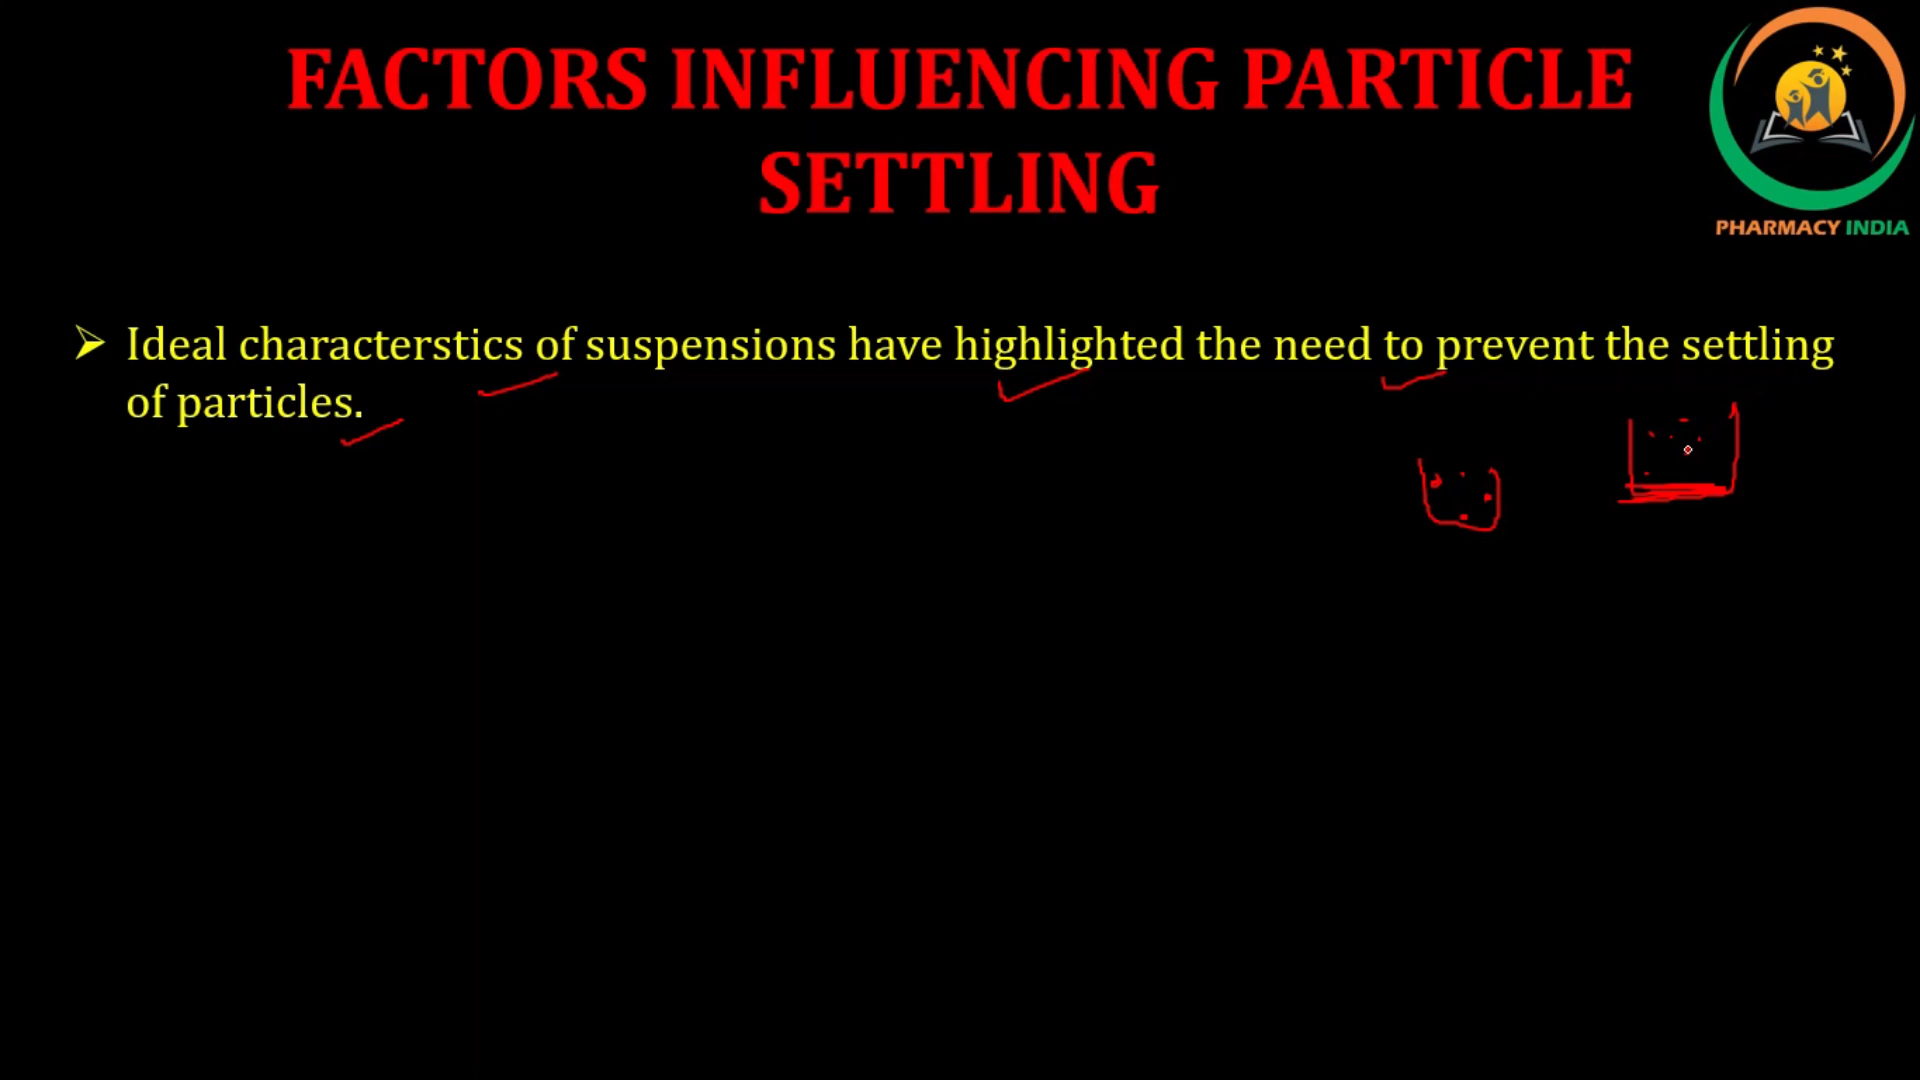 FACTORS INFLUENCING PARTICLE
SETTLING
PHARMACY INDIA
Ideal characterstics of suspensions have highlighted the need to prevent the settling
of particles.